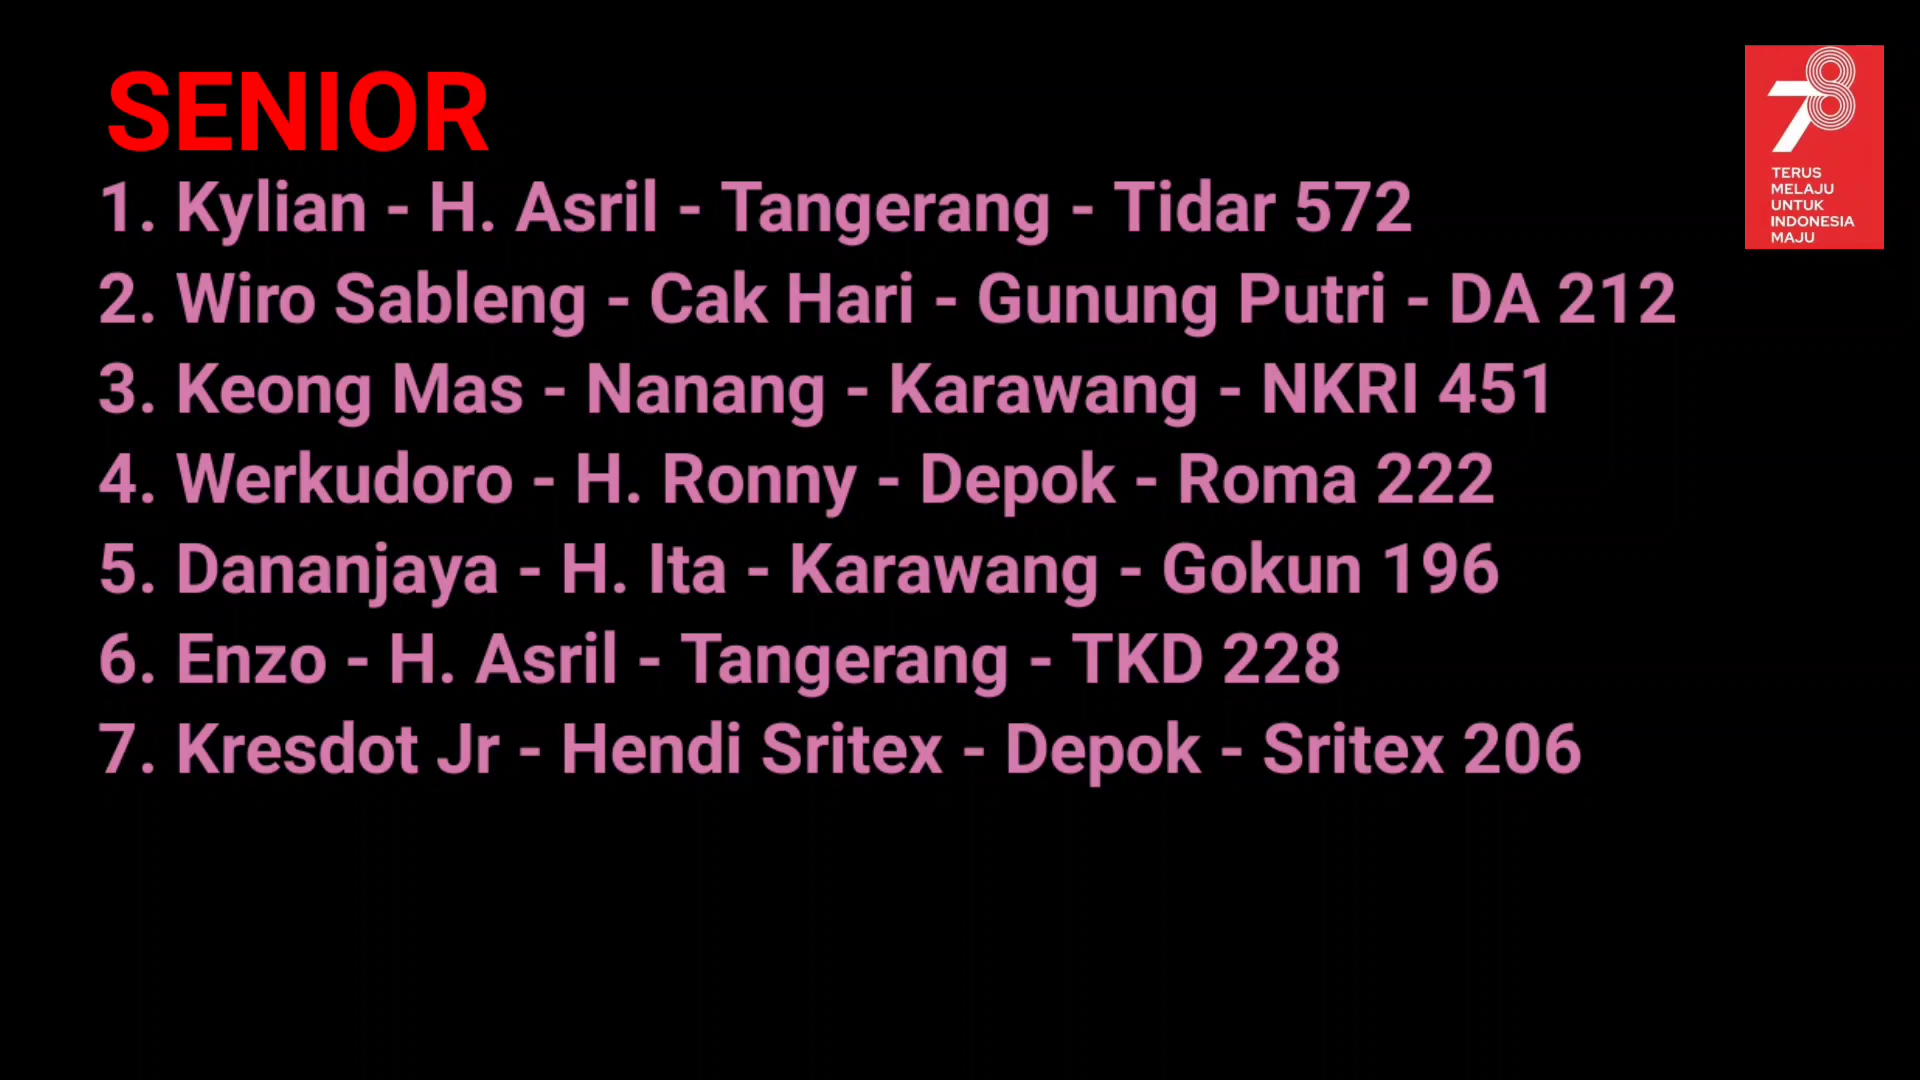 SENIOR
1. Kylian - H. Asril - Tangerang - Tidar 572
2. Wiro Sableng - Cak Hari - Gunung Putri - DA 212
3. Keong Mas - Nanang - Karawang - NKRI 451
4. Werkudoro - H. Ronny - Depok - Roma 222
5. Dananjaya - H. Ita - Karawang - Gokun 196
6. Enzo - H. Asril - Tangerang - TKD 228
7. Kresdot Jr - Hendi Sritex - Depok - Sritex 206
78
TERUS
MELAJU
UNTUK
INDONESIA
MAJU